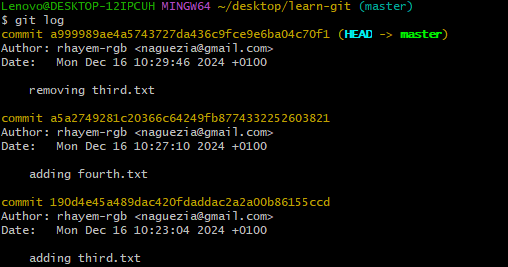 Lenovo@DESKTOP-12IPCUH MINGW64 ~/desktop/learn-git (master)
$ git log
commit a999989ae4a5743727da436c9fce9e6ba04c70f1 (HEAD -> master)
Author: rhayem-rgb <naguezia@gmail.com>
Date:   Mon Dec 16 10:29:46 2024 +0100
    removing third.txt
commit a5a2749281c20366c64249fb8774332252603821
Author: rhayem-rgb <naguezia@gmail.com>
Date:   Mon Dec 16 10:27:10 2024 +0100
    adding fourth.txt
commit 190d4e45a489dac420fdaddac2a2a00b86155ccd
Author: rhayem-rgb <naguezia@gmail.com>
Date:   Mon Dec 16 10:23:04 2024 +0100
    adding third.txt